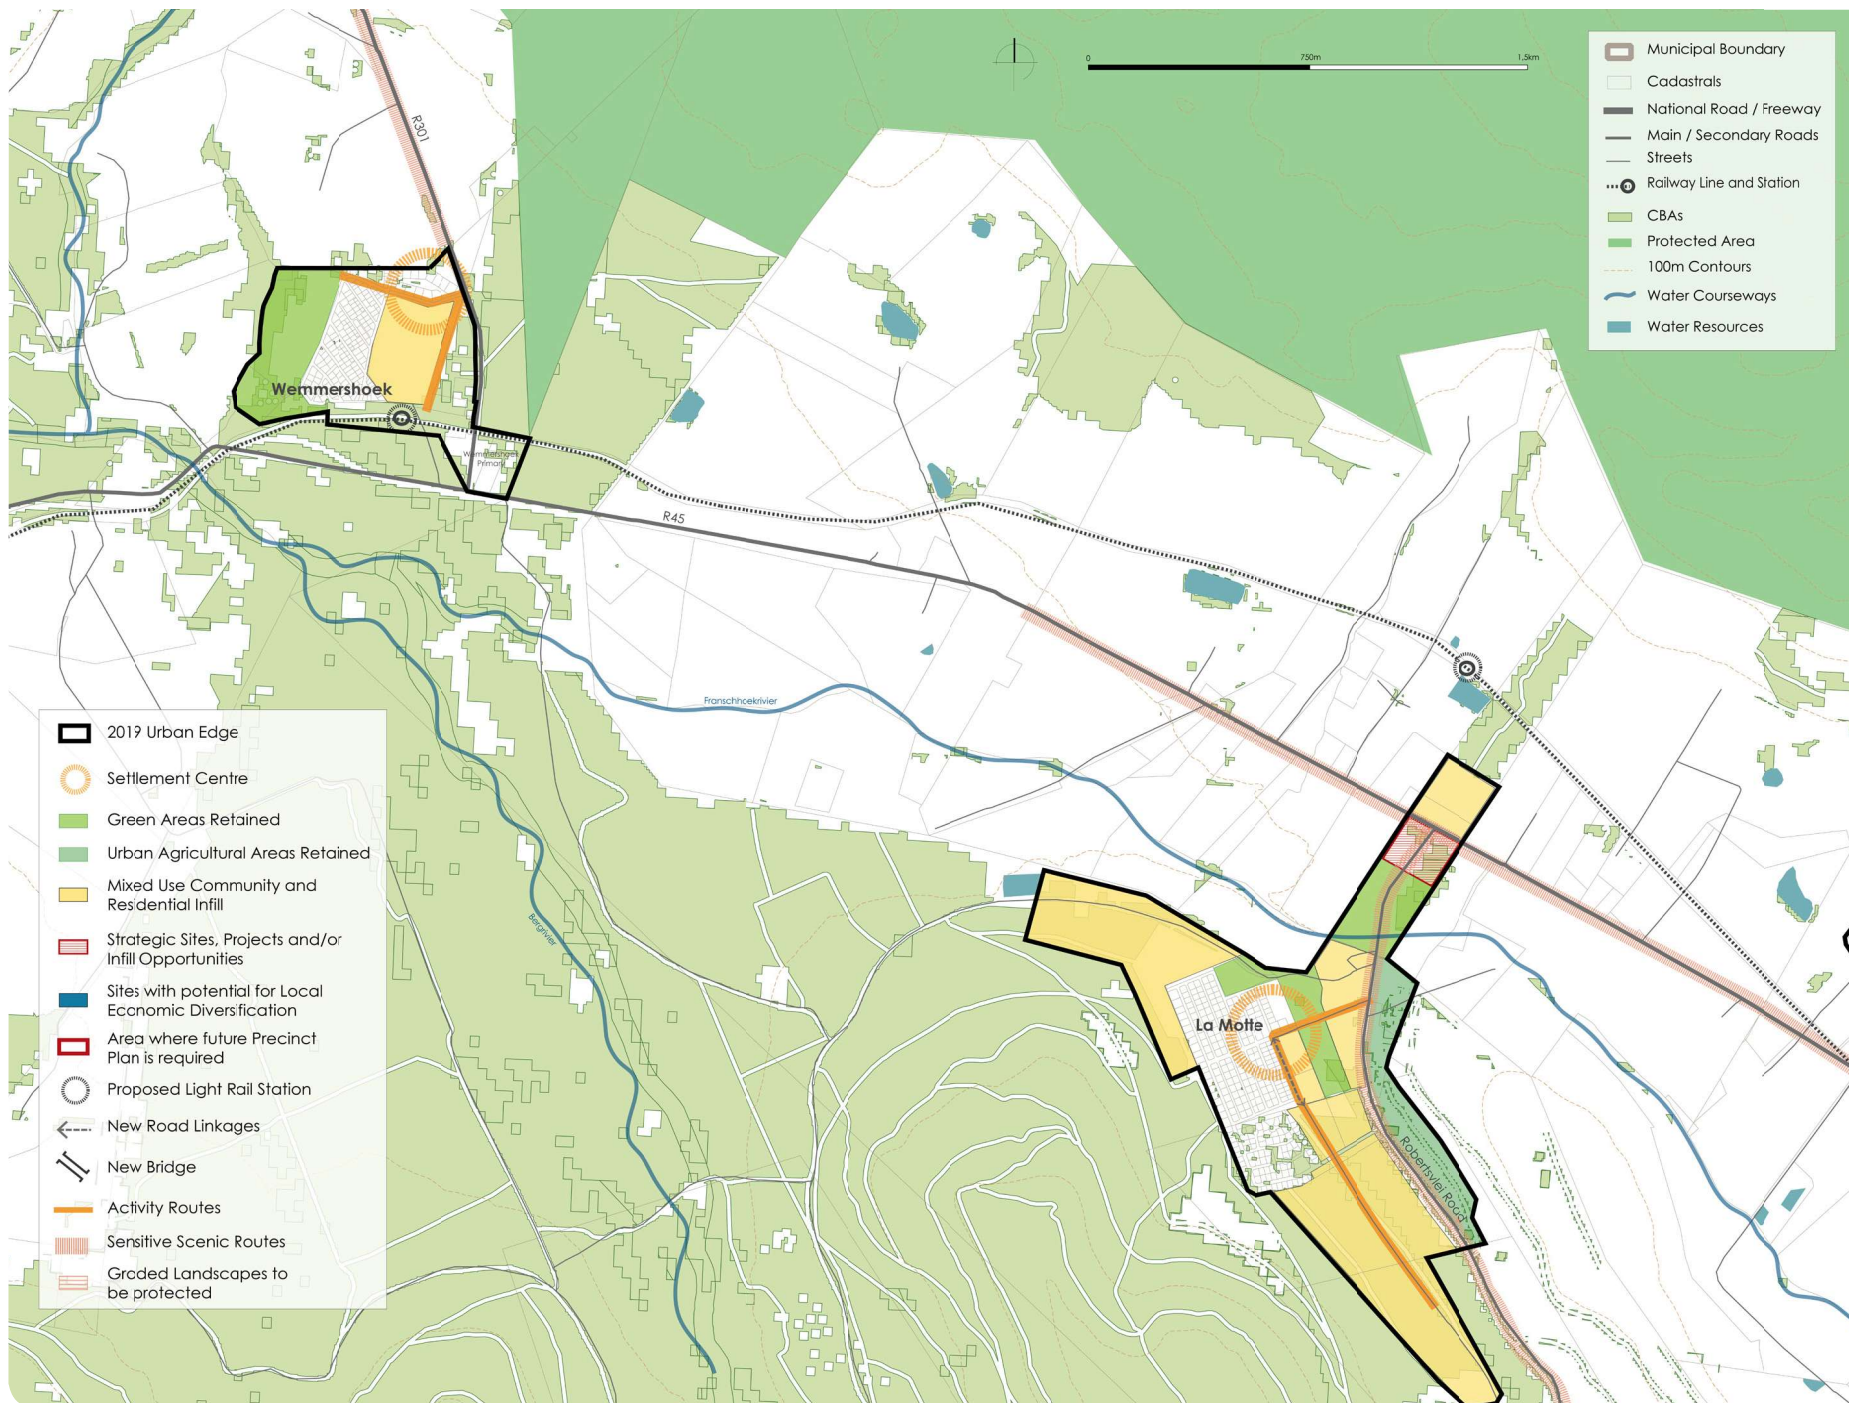 0
750m
1,5km
Municipal Boundary
Cadastrals
National Road / Freeway
Main / Secondary Roads
Streets
Railway Line and Station
CBAs
Protected Area
100m Contours
Water Courseways
Water Resources
R301
Wemmershoek
Wemmershoek
Primary
R45
Franschhoekrivier
Bergrivier
La Motte
Robertsvlei Road
2019 Urban Edge
Settlement Centre
Green Areas Retained
Urban Agricultural Areas Retained
Mixed Use Community and
Residential Infill
Strategic Sites, Projects and/or
Infill Opportunities
Sites with potential for Local
Economic Diversification
Area where future Precinct
Plan is required
Proposed Light Rail Station
New Road Linkages
New Bridge
Activity Routes
Sensitive Scenic Routes
Graded Landscapes to
be protected